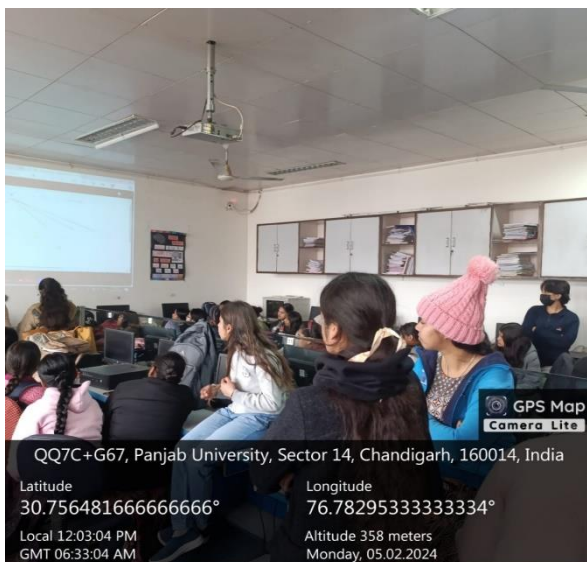 GPS Map
Camera Lite
QQ7C+G67, Panjab University, Sector 14, Chandigarh, 160014, India
Latitude
30.756481666666666°
Longitude
76.78295333333334°
Local 12:03:04 PM
GMT 06:33:04 AM
Altitude 358 meters
Monday, 05.02.2024